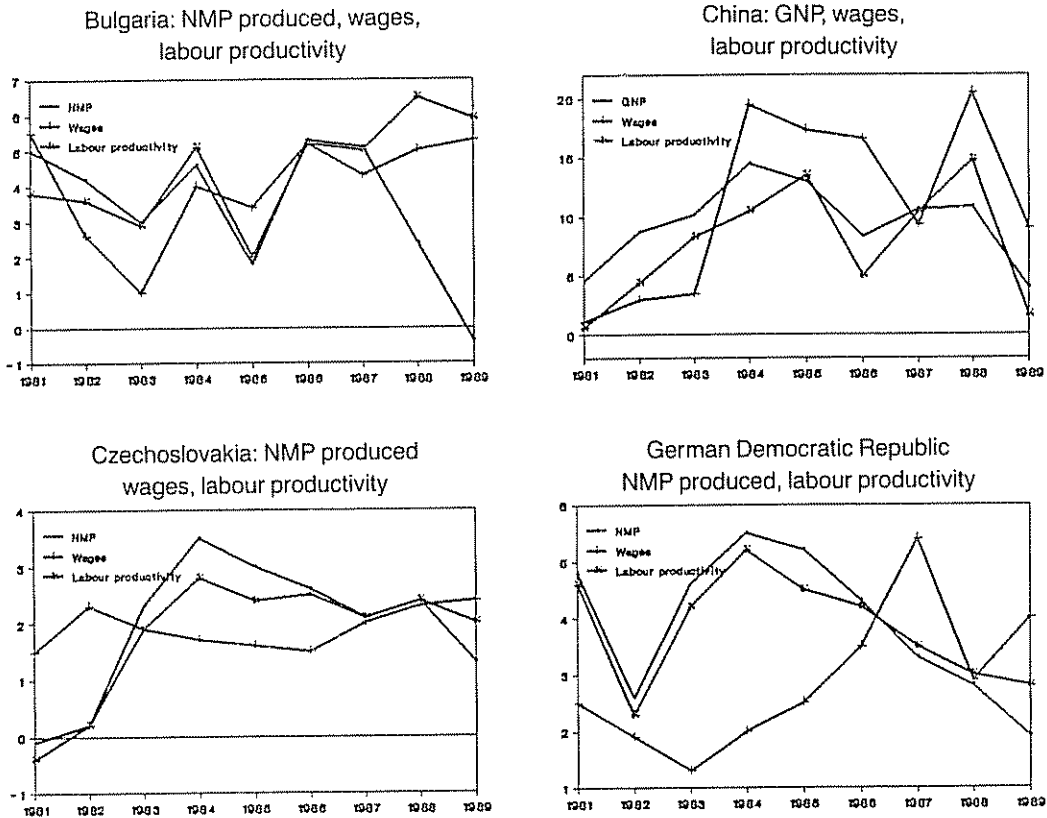 Bulgaria: NMP produced, wages,
labour productivity
7
6
5
4
3
2
1
0
-1
NMP
Wages
Labour productivity
1981 1982 1983 1984 1985 1986 1987 1988 1989
China: GNP, wages,
labour productivity
20
15
10
5
0
GNP
Wages
Labour productivity
1981 1982 1983 1984 1985 1986 1987 1988 1989
Czechoslovakia: NMP produced
wages, labour productivity
4
3
2
1
0
-1
NMP
Wages
Labour productivity
1981 1982 1983 1984 1985 1986 1987 1988 1989
German Democratic Republic
NMP produced, labour productivity
6
5
4
3
2
1
NMP
Wages
Labour productivity
1981 1982 1983 1984 1985 1986 1987 1988 1989